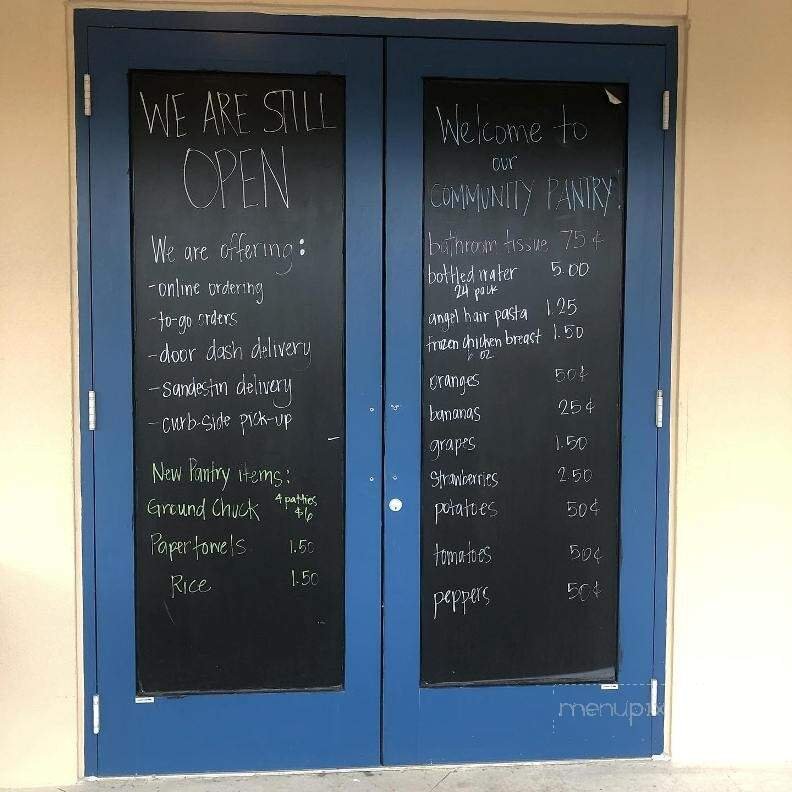 WE ARE STILL
OPEN
We are offering:
-online ordering
-to-go orders
-door dash delivery
-sandestin delivery
-curb-side pick-up
New Pantry items:
Ground Chuck 4 patties
$6
Papertowels 1.50
Rice 1.50
Welcome to
our
COMMUNITY PANTRY!
bathroom tissue 75¢
bottled water 5.00
24 pack
angel hair pasta 1.25
frozen chicken breast 1.50
6 oz
oranges 50¢
bananas 25¢
grapes 1.50
Strawberries 2.50
potatoes 50¢
tomatoes 50¢
peppers 50¢
menupix